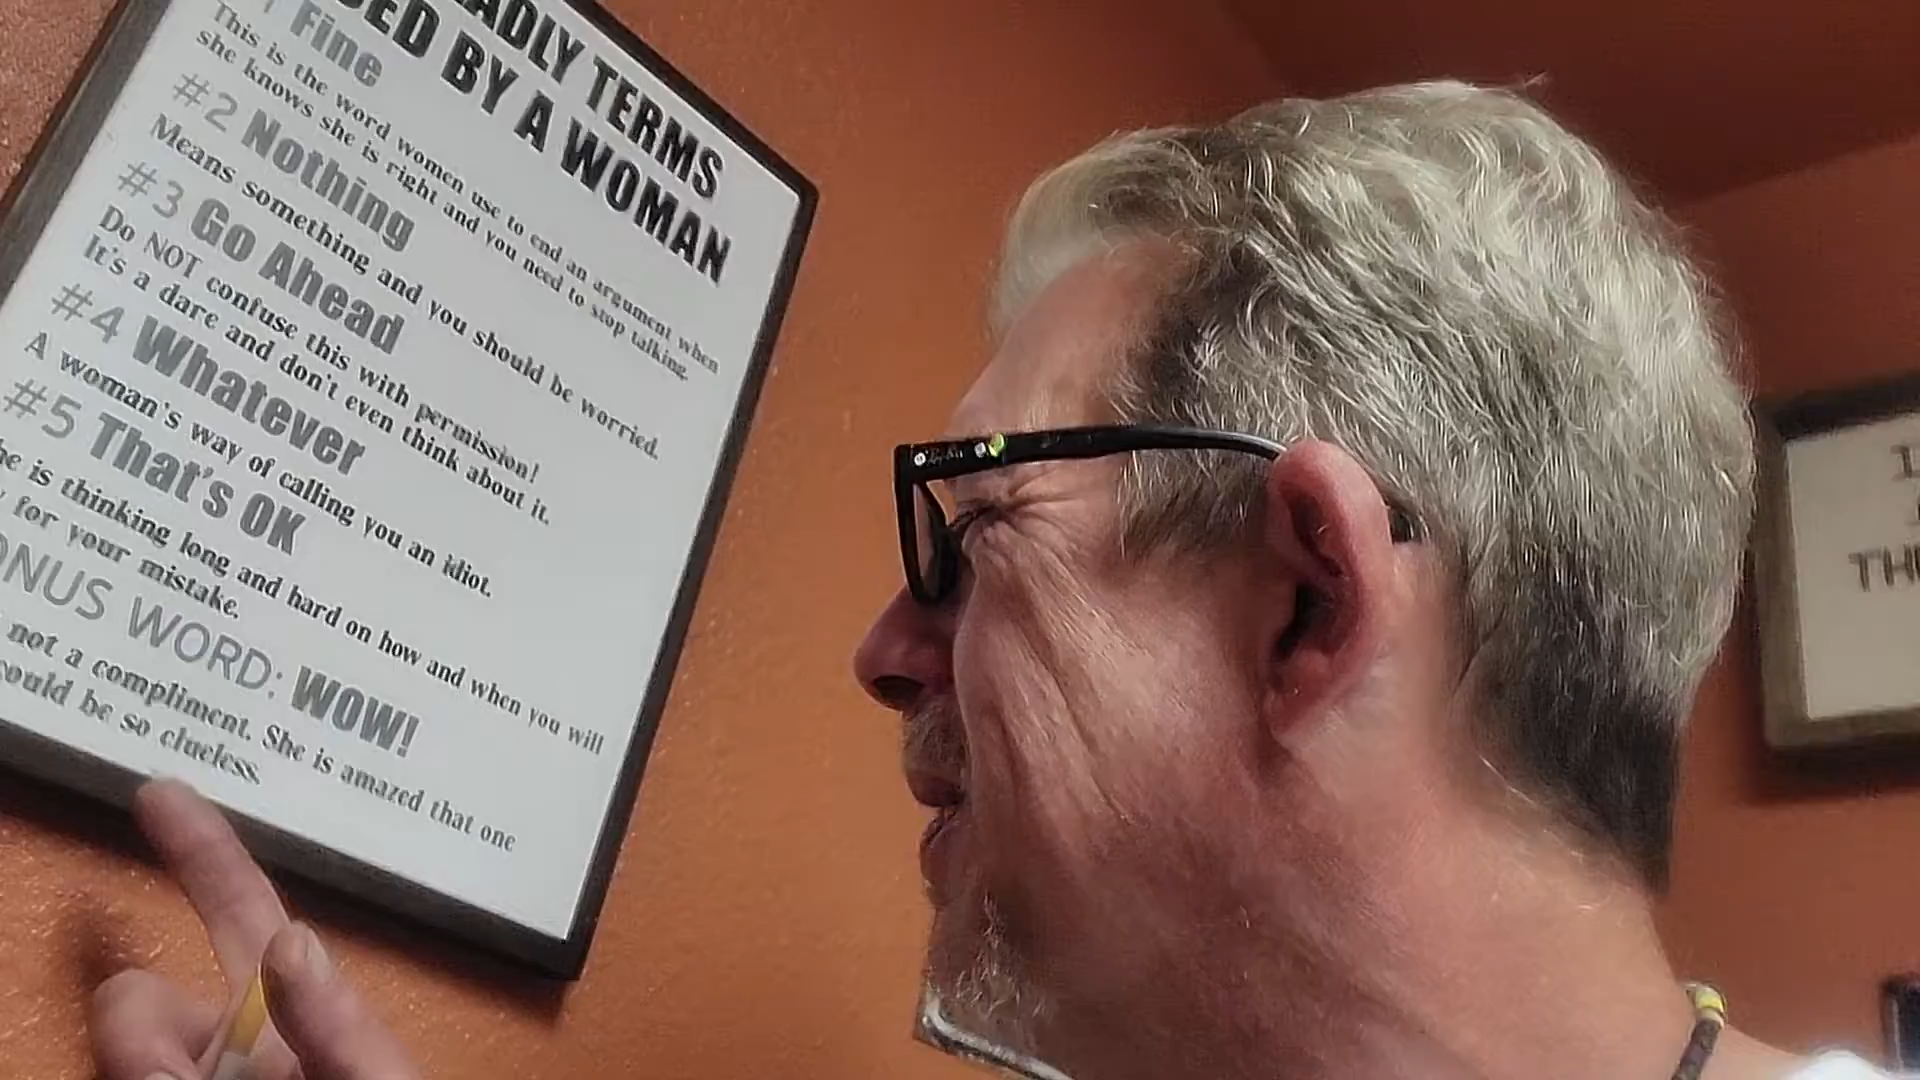 EADLY TERMS
SED BY A WOMAN
Fine
This is the word women use to end an argument when
she knows she is right and you need to stop talking.
#2 Nothing
Means something and you should be worried.
#3 Go Ahead
Do NOT confuse this with permission!
It's a dare and don't even think about it.
#4 Whatever
A woman's way of calling you an idiot.
#5 That's OK
he is thinking long and hard on how and when you will
for your mistake.
ONUS WORD: WOW!
not a compliment. She is amazed that one
could be so clueless.